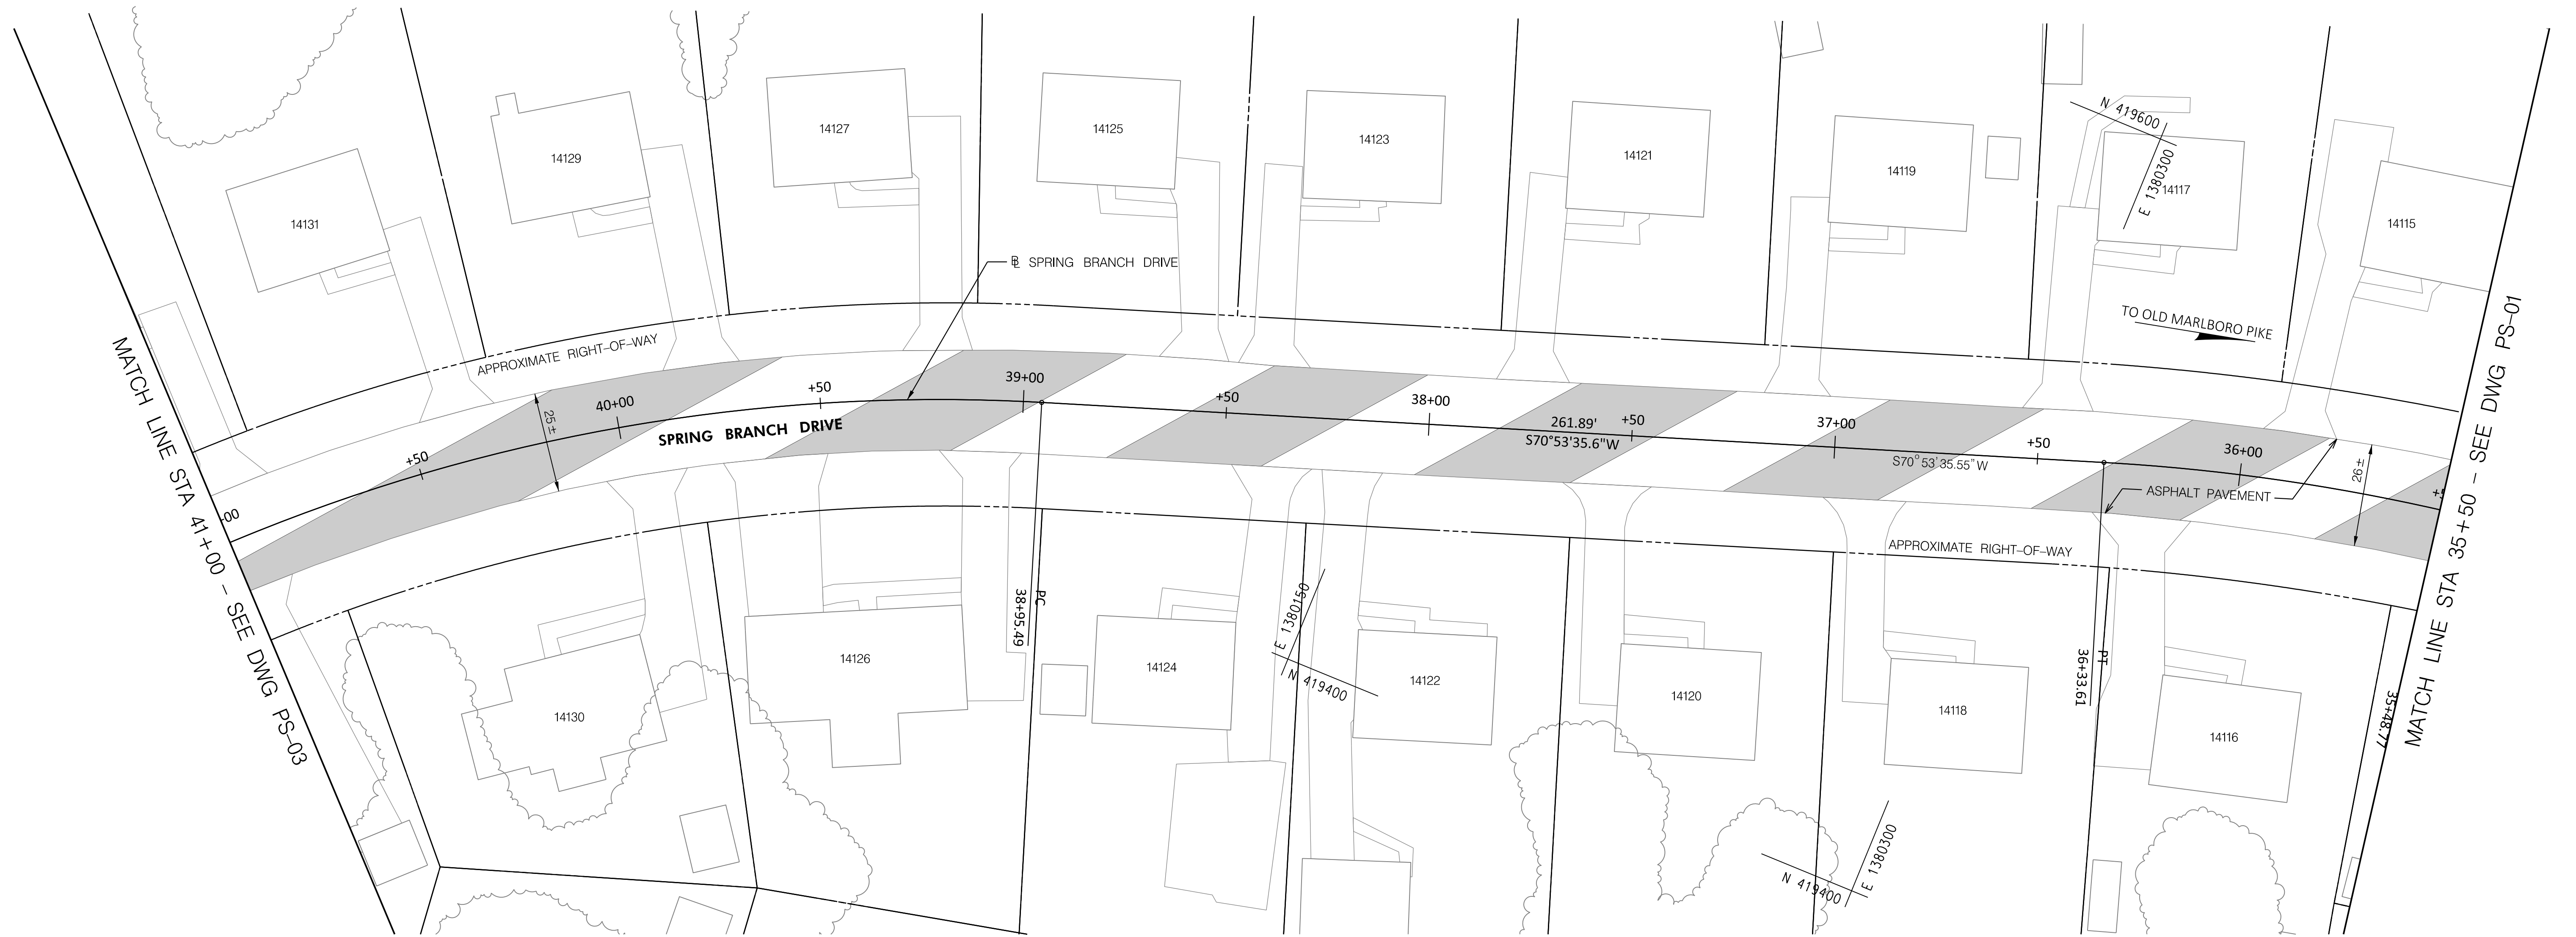 14131
14129
14127
14125
14123
14121
14119
N 419600
E 1380300
14117
14115
℄ SPRING BRANCH DRIVE
TO OLD MARLBORO PIKE
APPROXIMATE RIGHT-OF-WAY
MATCH LINE STA 41+00 - SEE DWG PS-03
MATCH LINE STA 35+50 - SEE DWG PS-01
+50
40+00
+50
39+00
+50
38+00
+50
37+00
+50
36+00
25±
SPRING BRANCH DRIVE
261.89'
S70°53'35.6"W
S70°53'35.55"W
26±
ASPHALT PAVEMENT
APPROXIMATE RIGHT-OF-WAY
PC
38+95.49
PT
36+33.61
35+48.77
E 1380150
N 419400
14130
14126
14124
14122
14120
14118
14116
N 419400
E 1380300